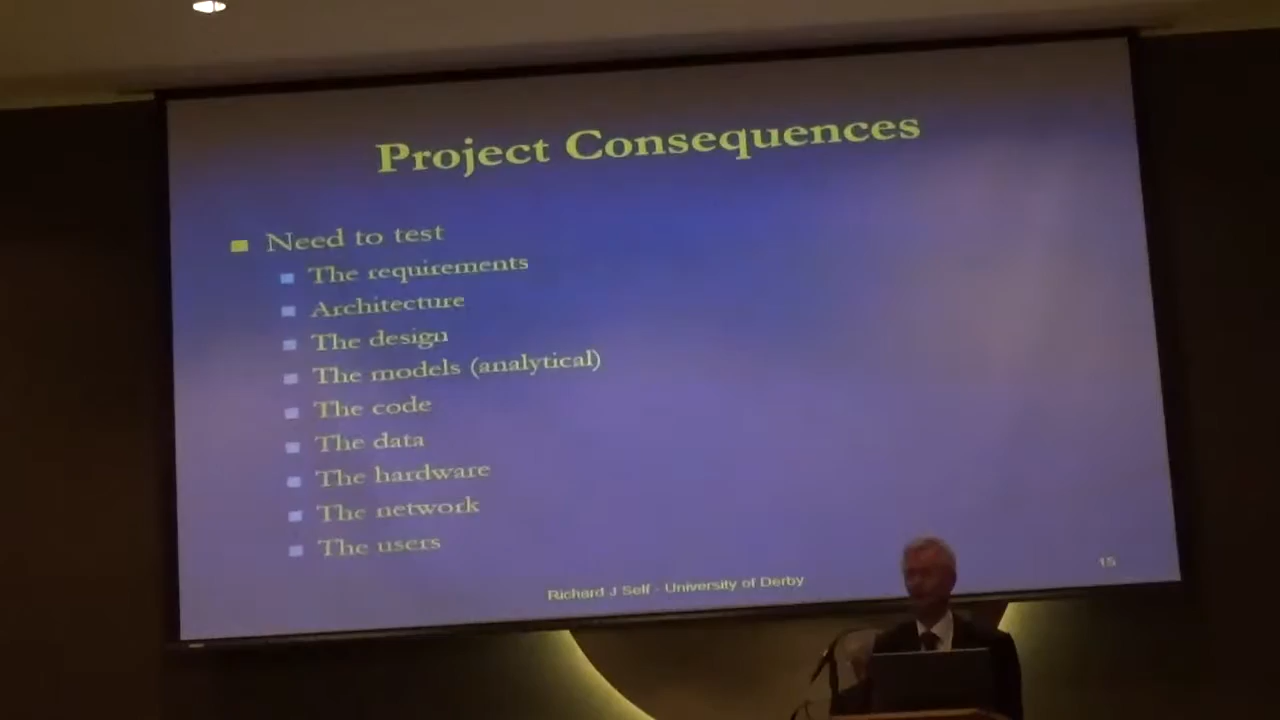 Project Consequences
Need to test
The requirements
Architecture
The design
The models (analytical)
The code
The data
The hardware
The network
The users
Richard J Self - University of Derby
15